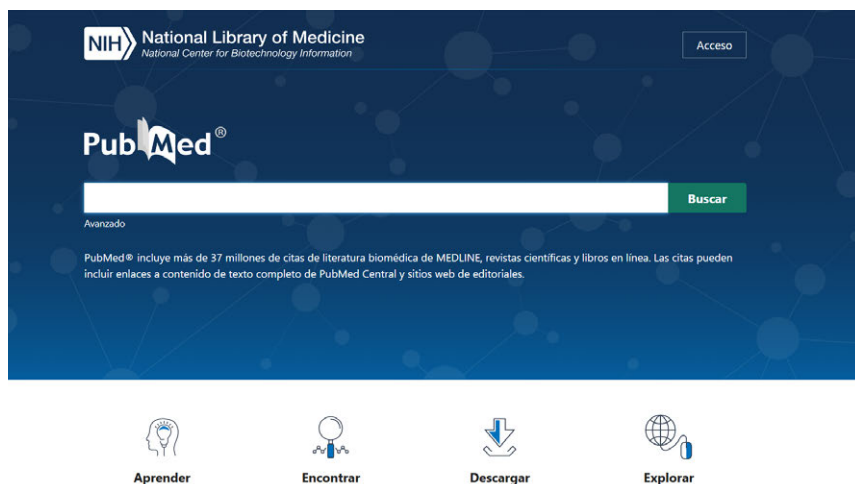 NIH National Library of Medicine
National Center for Biotechnology Information
Acceso
PubMed®
Buscar
Avanzado
PubMed® incluye más de 37 millones de citas de literatura biomédica de MEDLINE, revistas científicas y libros en línea. Las citas pueden
incluir enlaces a contenido de texto completo de PubMed Central y sitios web de editoriales.
Aprender
Encontrar
Descargar
Explorar